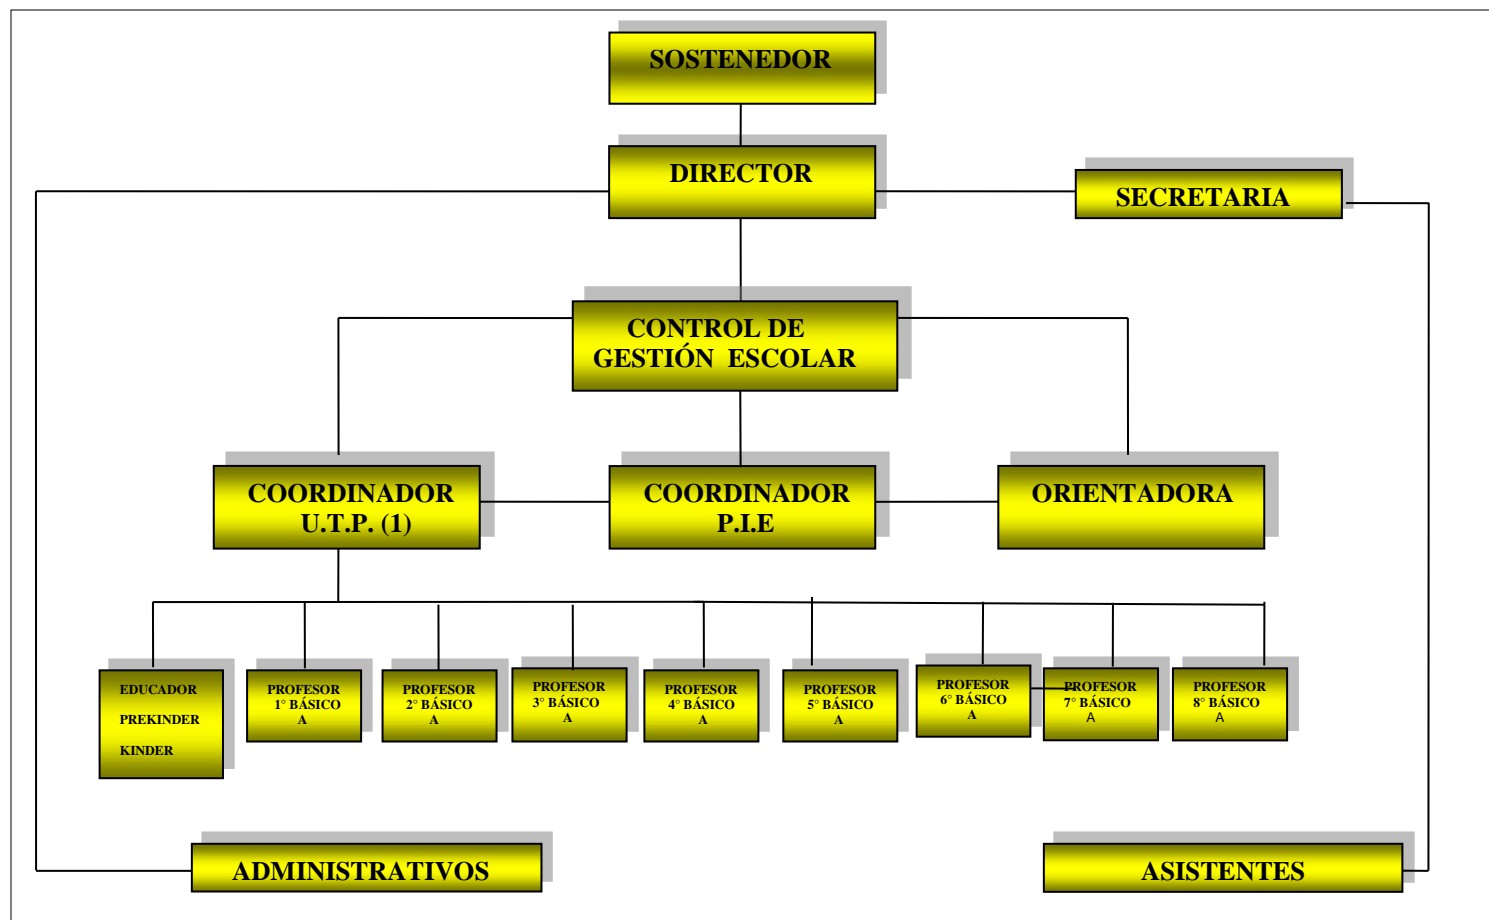 SOSTENEDOR
DIRECTOR
SECRETARIA
CONTROL DE
GESTIÓN ESCOLAR
COORDINADOR
U.T.P. (1)
COORDINADOR
P.I.E
ORIENTADORA
EDUCADOR
PREKINDER
KINDER
PROFESOR
1° BÁSICO
A
PROFESOR
2° BÁSICO
A
PROFESOR
3° BÁSICO
A
PROFESOR
4° BÁSICO
A
PROFESOR
5° BÁSICO
A
PROFESOR
6° BÁSICO
A
PROFESOR
7° BÁSICO
A
PROFESOR
8° BÁSICO
A
ADMINISTRATIVOS
ASISTENTES